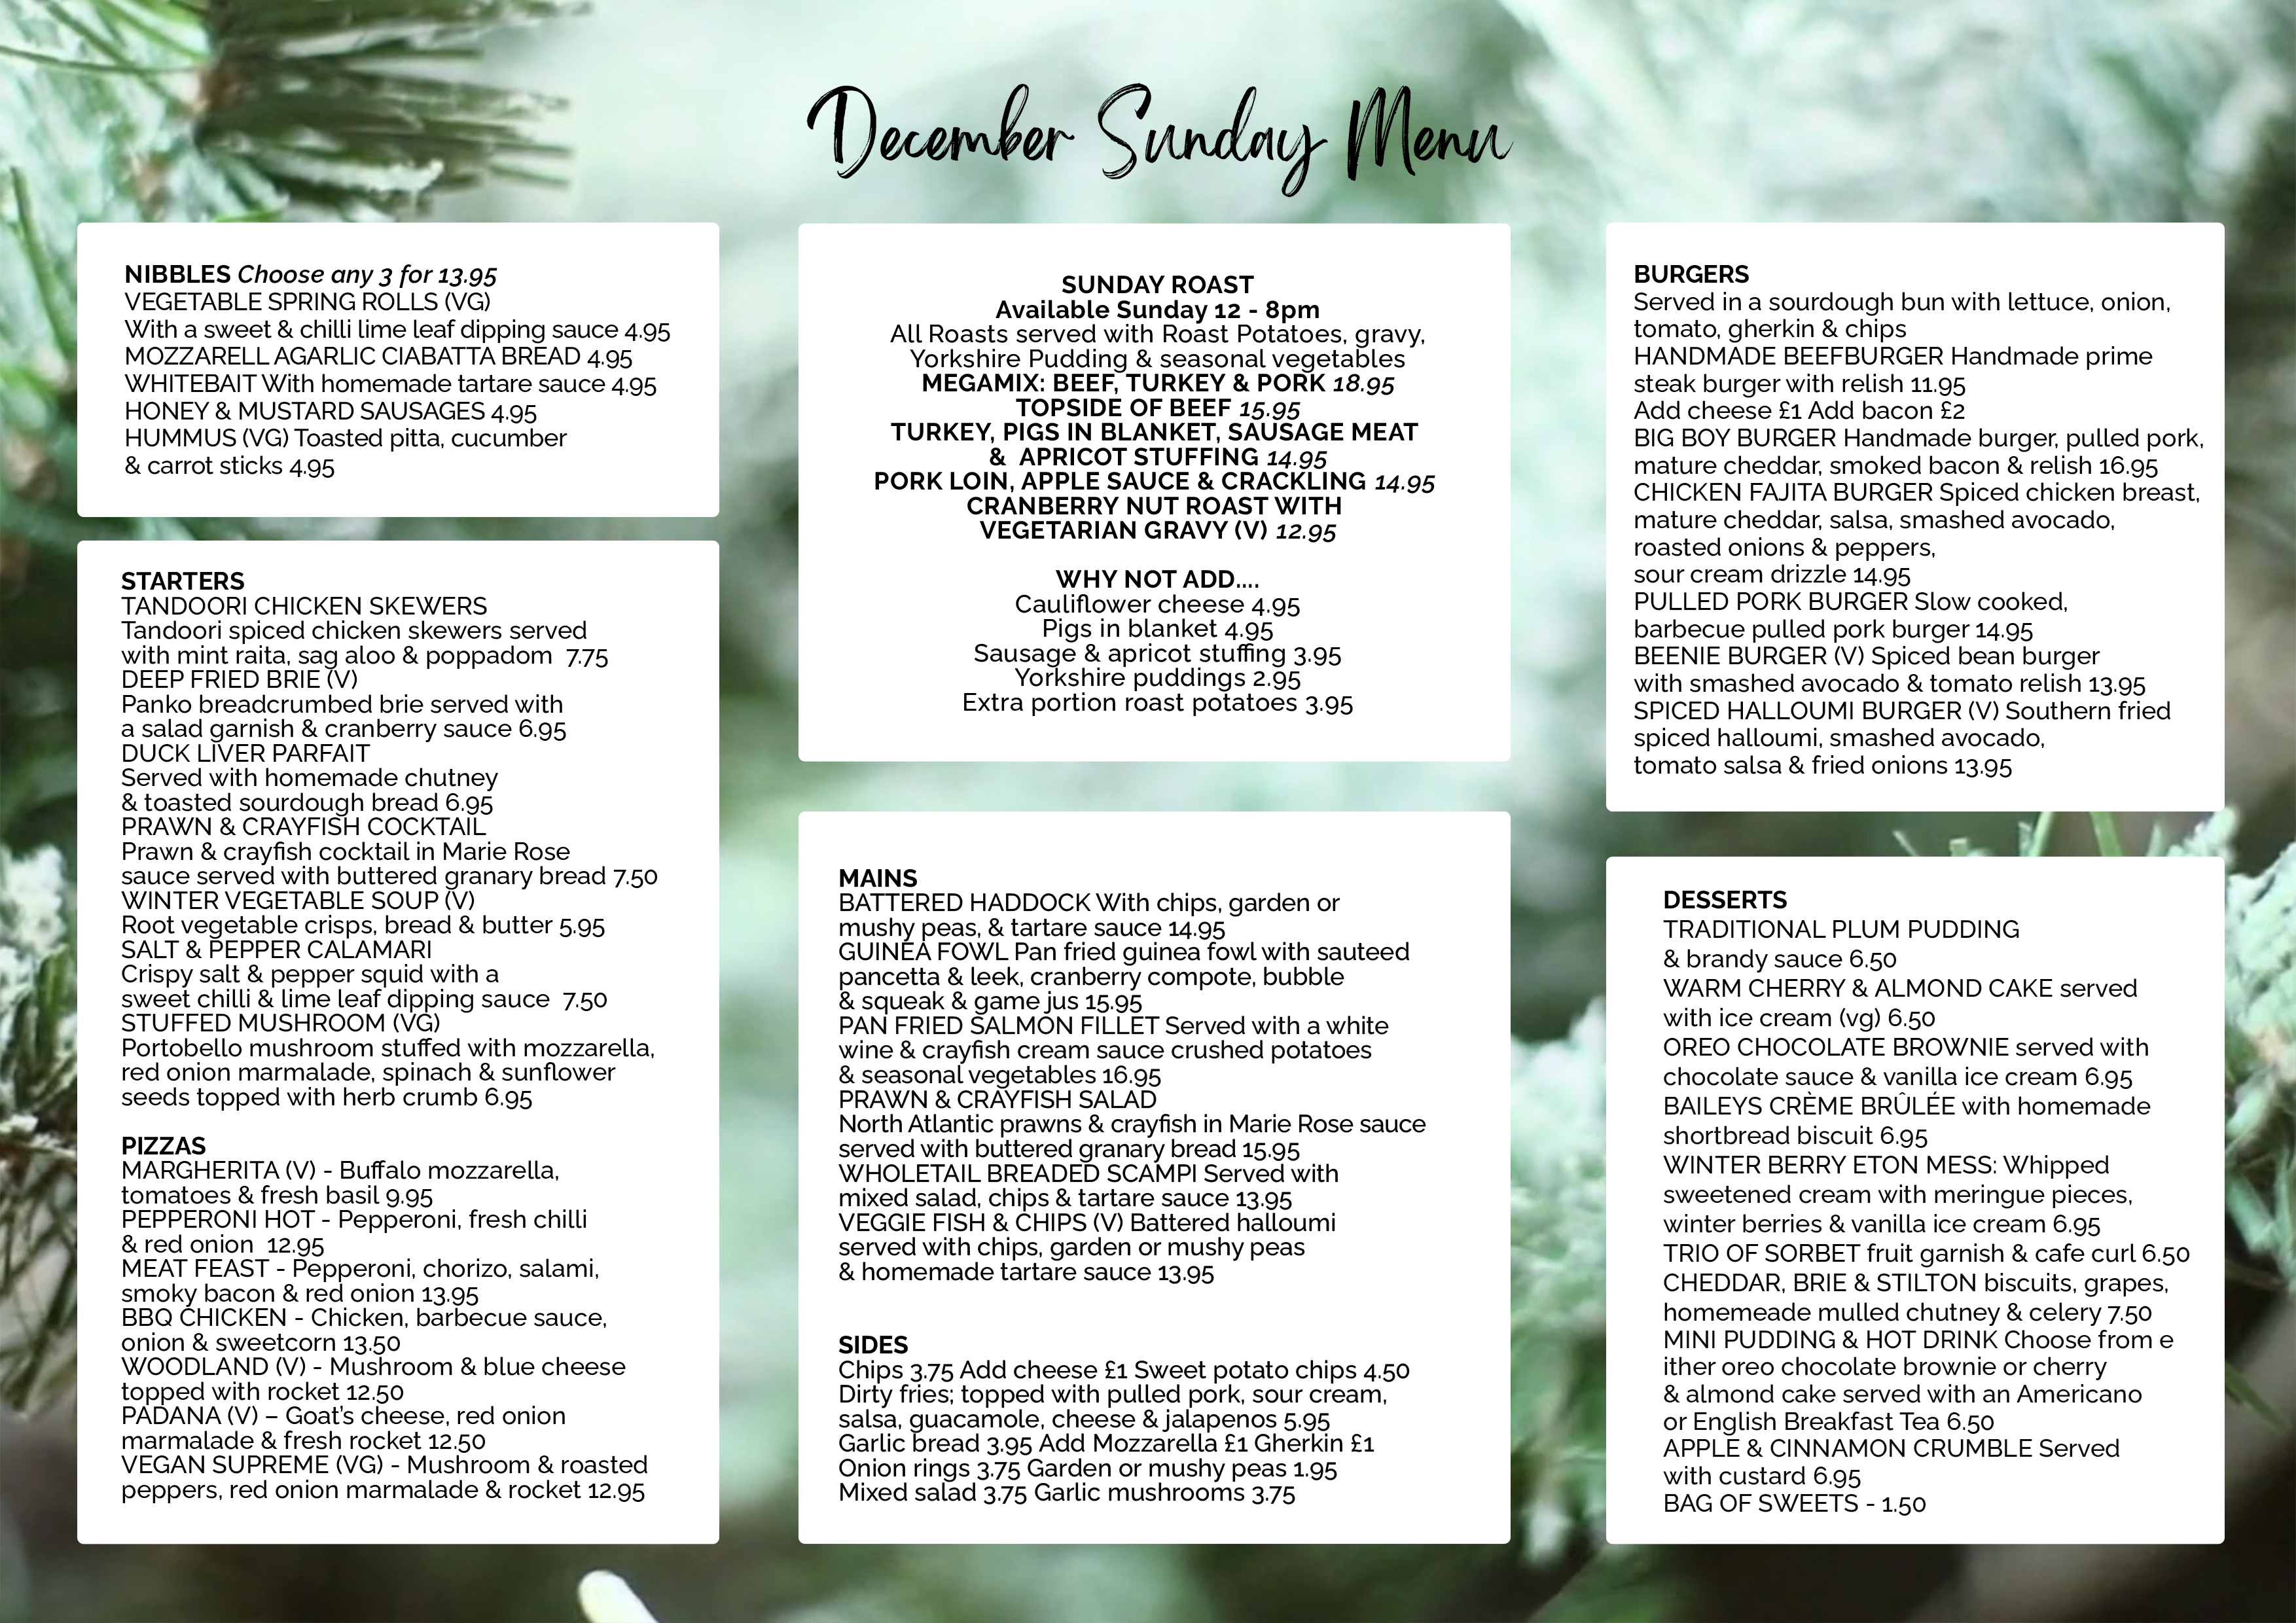 December Sunday Menu
NIBBLES Choose any 3 for 13.95
VEGETABLE SPRING ROLLS (VG)
With a sweet & chilli lime leaf dipping sauce 4.95
MOZZARELL AGARLIC CIABATTA BREAD 4.95
WHITEBAIT With homemade tartare sauce 4.95
HONEY & MUSTARD SAUSAGES 4.95
HUMMUS (VG) Toasted pitta, cucumber
& carrot sticks 4.95
STARTERS
TANDOORI CHICKEN SKEWERS
Tandoori spiced chicken skewers served
with mint raita, sag aloo & poppadom 7.75
DEEP FRIED BRIE (V)
Panko breadcrumbed brie served with
a salad garnish & cranberry sauce 6.95
DUCK LIVER PARFAIT
Served with homemade chutney
& toasted sourdough bread 6.95
PRAWN & CRAYFISH COCKTAIL
Prawn & crayfish cocktail in Marie Rose
sauce served with buttered granary bread 7.50
WINTER VEGETABLE SOUP (V)
Root vegetable crisps, bread & butter 5.95
SALT & PEPPER CALAMARI
Crispy salt & pepper squid with a
sweet chilli & lime leaf dipping sauce 7.50
STUFFED MUSHROOM (VG)
Portobello mushroom stuffed with mozzarella,
red onion marmalade, spinach & sunflower
seeds topped with herb crumb 6.95
PIZZAS
MARGHERITA (V) - Buffalo mozzarella,
tomatoes & fresh basil 9.95
PEPPERONI HOT - Pepperoni, fresh chilli
& red onion 12.95
MEAT FEAST - Pepperoni, chorizo, salami,
smoky bacon & red onion 13.95
BBQ CHICKEN - Chicken, barbecue sauce,
onion & sweetcorn 13.50
WOODLAND (V) - Mushroom & blue cheese
topped with rocket 12.50
PADANA (V) – Goat's cheese, red onion
marmalade & fresh rocket 12.50
VEGAN SUPREME (VG) - Mushroom & roasted
peppers, red onion marmalade & rocket 12.95
SUNDAY ROAST
Available Sunday 12 - 8pm
All Roasts served with Roast Potatoes, gravy,
Yorkshire Pudding & seasonal vegetables
MEGAMIX: BEEF, TURKEY & PORK 18.95
TOPSIDE OF BEEF 15.95
TURKEY, PIGS IN BLANKET, SAUSAGE MEAT
& APRICOT STUFFING 14.95
PORK LOIN, APPLE SAUCE & CRACKLING 14.95
CRANBERRY NUT ROAST WITH
VEGETARIAN GRAVY (V) 12.95
WHY NOT ADD....
Cauliflower cheese 4.95
Pigs in blanket 4.95
Sausage & apricot stuffing 3.95
Yorkshire puddings 2.95
Extra portion roast potatoes 3.95
MAINS
BATTERED HADDOCK With chips, garden or
mushy peas, & tartare sauce 14.95
GUINEA FOWL Pan fried guinea fowl with sauteed
pancetta & leek, cranberry compote, bubble
& squeak & game jus 15.95
PAN FRIED SALMON FILLET Served with a white
wine & crayfish cream sauce crushed potatoes
& seasonal vegetables 16.95
PRAWN & CRAYFISH SALAD
North Atlantic prawns & crayfish in Marie Rose sauce
served with buttered granary bread 15.95
WHOLETAIL BREADED SCAMPI Served with
mixed salad, chips & tartare sauce 13.95
VEGGIE FISH & CHIPS (V) Battered halloumi
served with chips, garden or mushy peas
& homemade tartare sauce 13.95
SIDES
Chips 3.75 Add cheese £1 Sweet potato chips 4.50
Dirty fries; topped with pulled pork, sour cream,
salsa, guacamole, cheese & jalapenos 5.95
Garlic bread 3.95 Add Mozzarella £1 Gherkin £1
Onion rings 3.75 Garden or mushy peas 1.95
Mixed salad 3.75 Garlic mushrooms 3.75
BURGERS
Served in a sourdough bun with lettuce, onion,
tomato, gherkin & chips
HANDMADE BEEFBURGER Handmade prime
steak burger with relish 11.95
Add cheese £1 Add bacon £2
BIG BOY BURGER Handmade burger, pulled pork,
mature cheddar, smoked bacon & relish 16.95
CHICKEN FAJITA BURGER Spiced chicken breast,
mature cheddar, salsa, smashed avocado,
roasted onions & peppers,
sour cream drizzle 14.95
PULLED PORK BURGER Slow cooked,
barbecue pulled pork burger 14.95
BEENIE BURGER (V) Spiced bean burger
with smashed avocado & tomato relish 13.95
SPICED HALLOUMI BURGER (V) Southern fried
spiced halloumi, smashed avocado,
tomato salsa & fried onions 13.95
DESSERTS
TRADITIONAL PLUM PUDDING
& brandy sauce 6.50
WARM CHERRY & ALMOND CAKE served
with ice cream (vg) 6.50
OREO CHOCOLATE BROWNIE served with
chocolate sauce & vanilla ice cream 6.95
BAILEYS CRÈME BRÛLÉE with homemade
shortbread biscuit 6.95
WINTER BERRY ETON MESS: Whipped
sweetened cream with meringue pieces,
winter berries & vanilla ice cream 6.95
TRIO OF SORBET fruit garnish & cafe curl 6.50
CHEDDAR, BRIE & STILTON biscuits, grapes,
homemeade mulled chutney & celery 7.50
MINI PUDDING & HOT DRINK Choose from e
ither oreo chocolate brownie or cherry
& almond cake served with an Americano
or English Breakfast Tea 6.50
APPLE & CINNAMON CRUMBLE Served
with custard 6.95
BAG OF SWEETS - 1.50